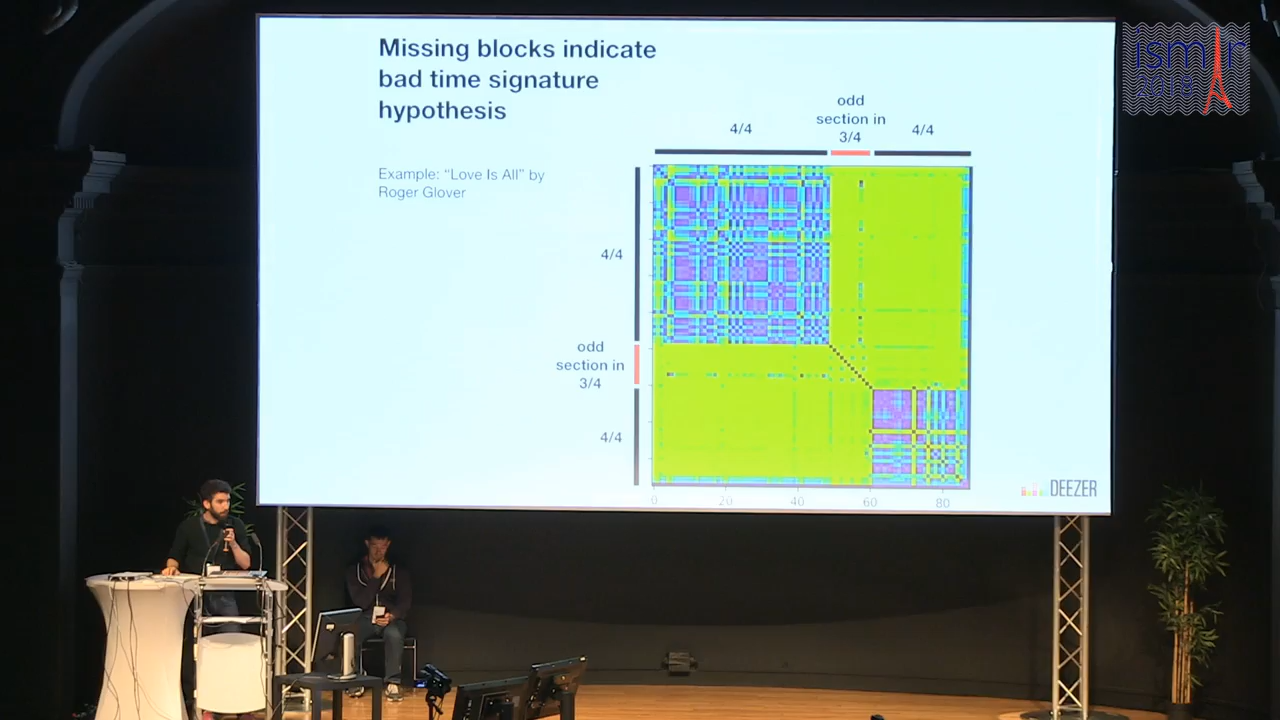 Missing blocks indicate
bad time signature
hypothesis
Example: "Love Is All" by
Roger Glover
4/4
odd
section in
3/4
4/4
4/4
odd
section in
3/4
4/4
0 20 40 60 80
DEEZER
ismir
2018